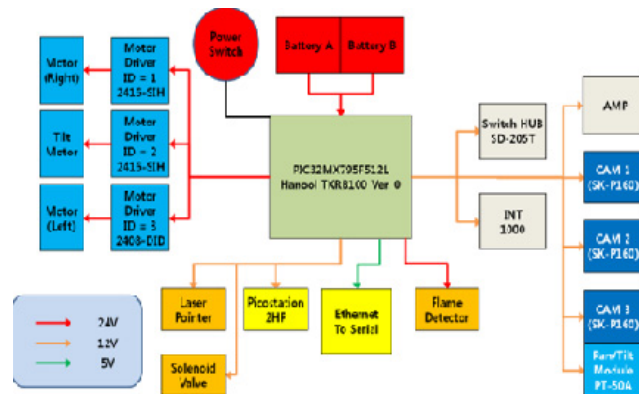 Power
Switch
Battery A
Battery B
Motor
(Right)
Motor
Driver
ID = 1
2415-SIH
Tilt
Motor
Motor
Driver
ID = 2
2415-SIH
Motor
(Left)
Motor
Driver
ID = 3
2408-DID
PIC32MX795F512L
Hanool TKR8100 Ver. 0
Switch HUB
SD-205T
INT
1000
AMP
CAM 1
(SK-P160)
CAM 2
(SK-P160)
CAM 3
(SK-P160)
Pan/Tilt
Module
PT-50A
Laser
Pointer
Picostation
2HP
Ethernet
To Serial
Flame
Detector
Solenoid
Valve
24V
12V
5V